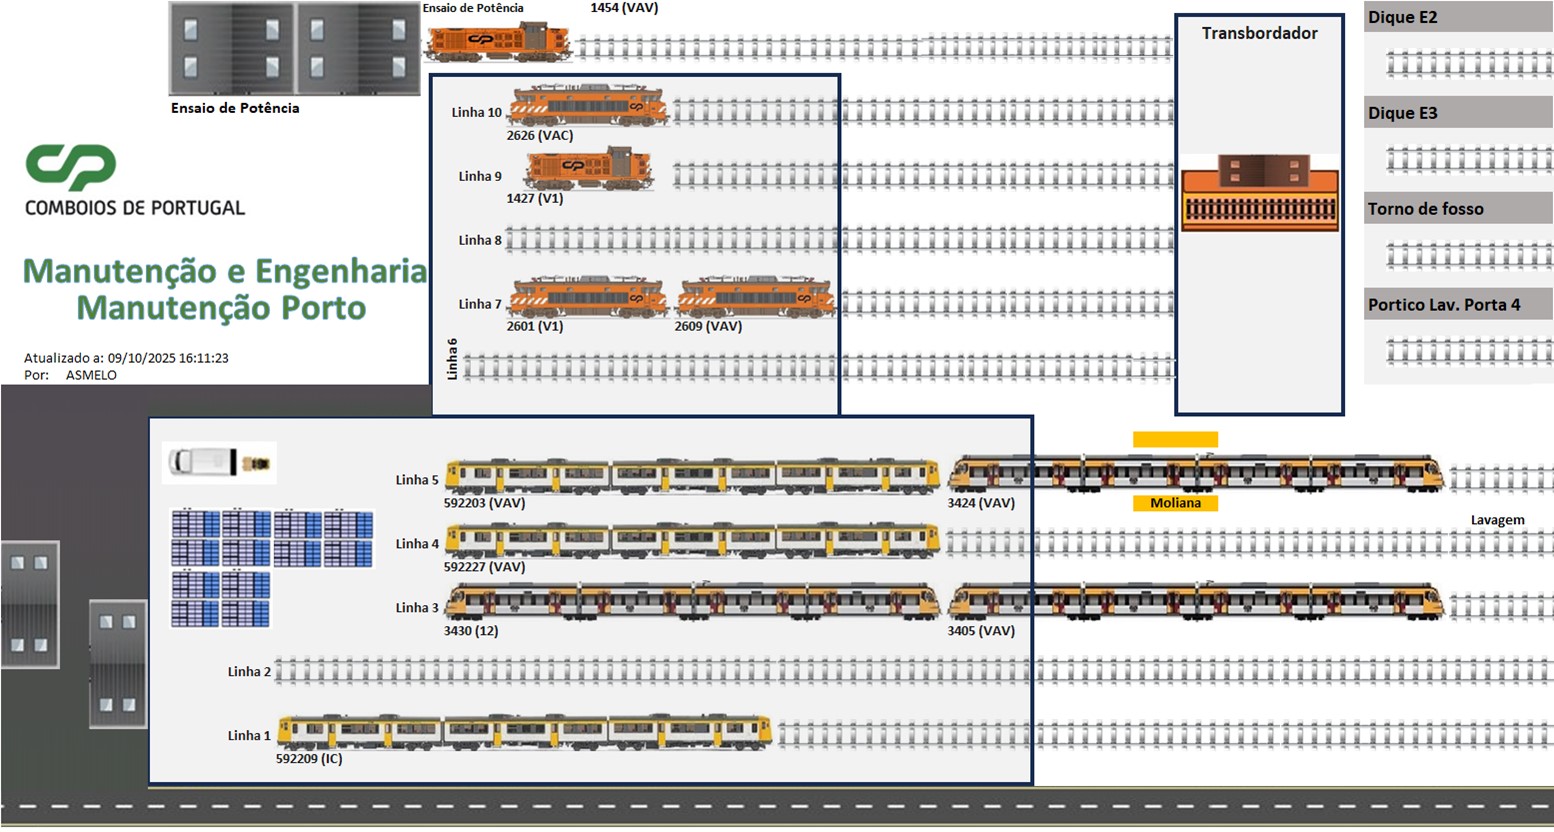 Ensaio de Potência
1454 (VAV)
Ensaio de Potência
CP
COMBOIOS DE PORTUGAL
Manutenção e Engenharia
Manutenção Porto
Atualizado a: 09/10/2025 16:11:23
Por: ASMELO
Linha 10
2626 (VAC)
Linha 9
1427 (V1)
Linha 8
Linha 7
2601 (V1)
2609 (VAV)
Linha6
Transbordador
Dique E2
Dique E3
Torno de fosso
Portico Lav. Porta 4
Linha 5
592203 (VAV)
3424 (VAV)
Moliana
Lavagem
Linha 4
592227 (VAV)
Linha 3
3430 (12)
3405 (VAV)
Linha 2
Linha 1
592209 (IC)